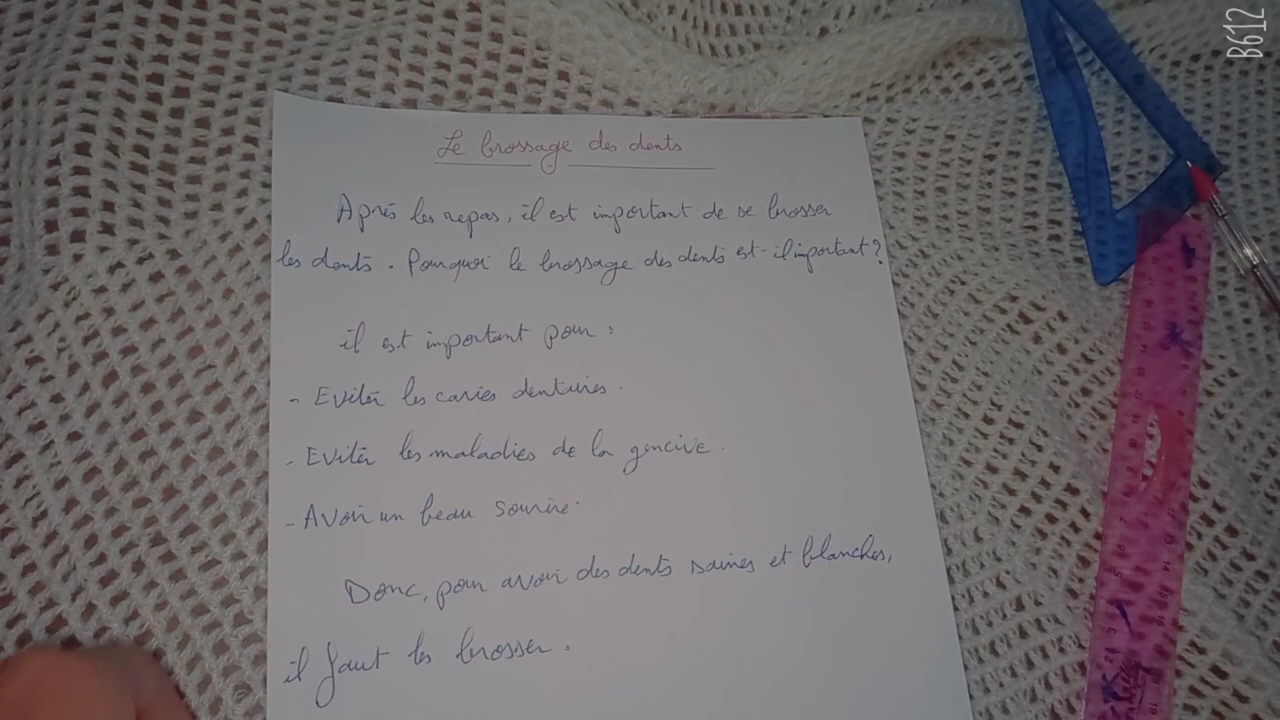 Le brossage des dents
Après les repas, il est important de se brosser
les dents. Pourquoi le brossage des dents est-il important?
il est important pour :
- Eviter les caries dentaires.
- Eviter les maladies de la gencive.
- Avoir un beau sourire.
Donc, pour avoir des dents saines et blanches,
il faut les brosser.
B612